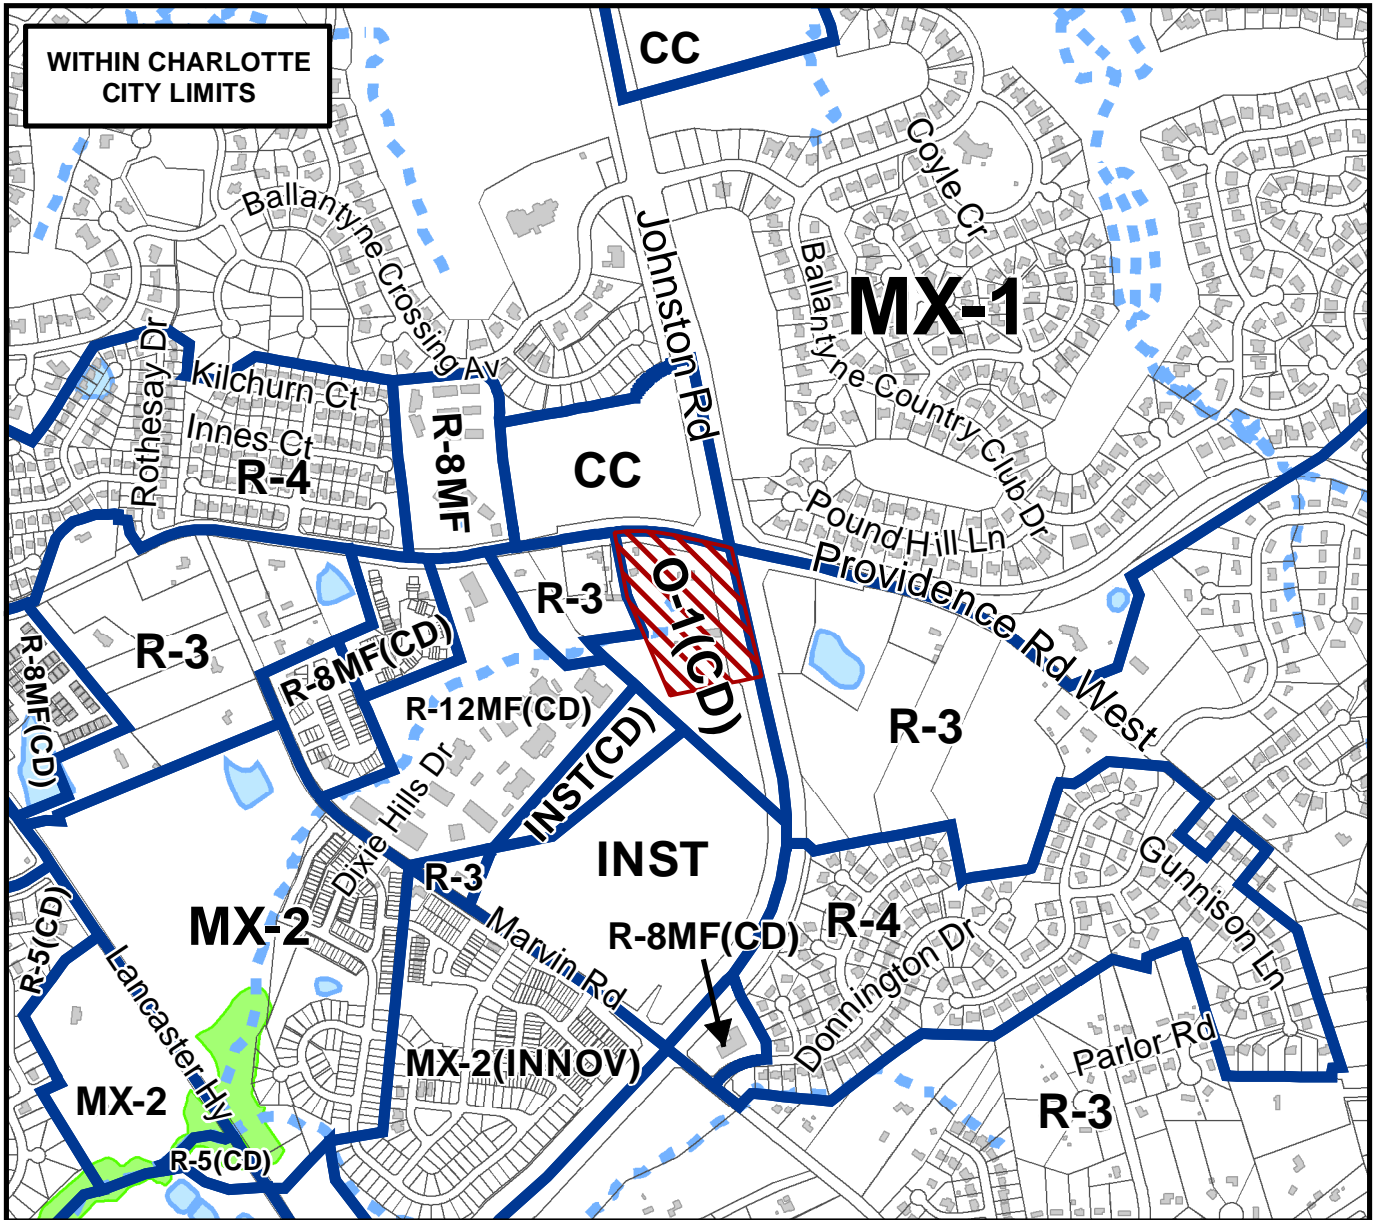 WITHIN CHARLOTTE
CITY LIMITS
CC
Coyle Cr
Ballantyne Crossing Av
Johnston Rd
Ballantyne Country Club Dr
MX-1
Rothesay Dr
Kilchurn Ct
Innes Ct
R-4
R-8MF
CC
Pound Hill Ln
Providence Rd West
R-3
O-1(CD)
R-3
R-8MF(CD)
R-8MF(CD)
R-12MF(CD)
R-3
INST(CD)
Dixie Hills Dr
INST
R-3
Gunnison Ln
MX-2
R-5(CD)
Marvin Rd
R-8MF(CD)
R-4
Donnington Dr
Lancaster Hy
MX-2(INNOV)
Parlor Rd
MX-2
R-3
R-5(CD)